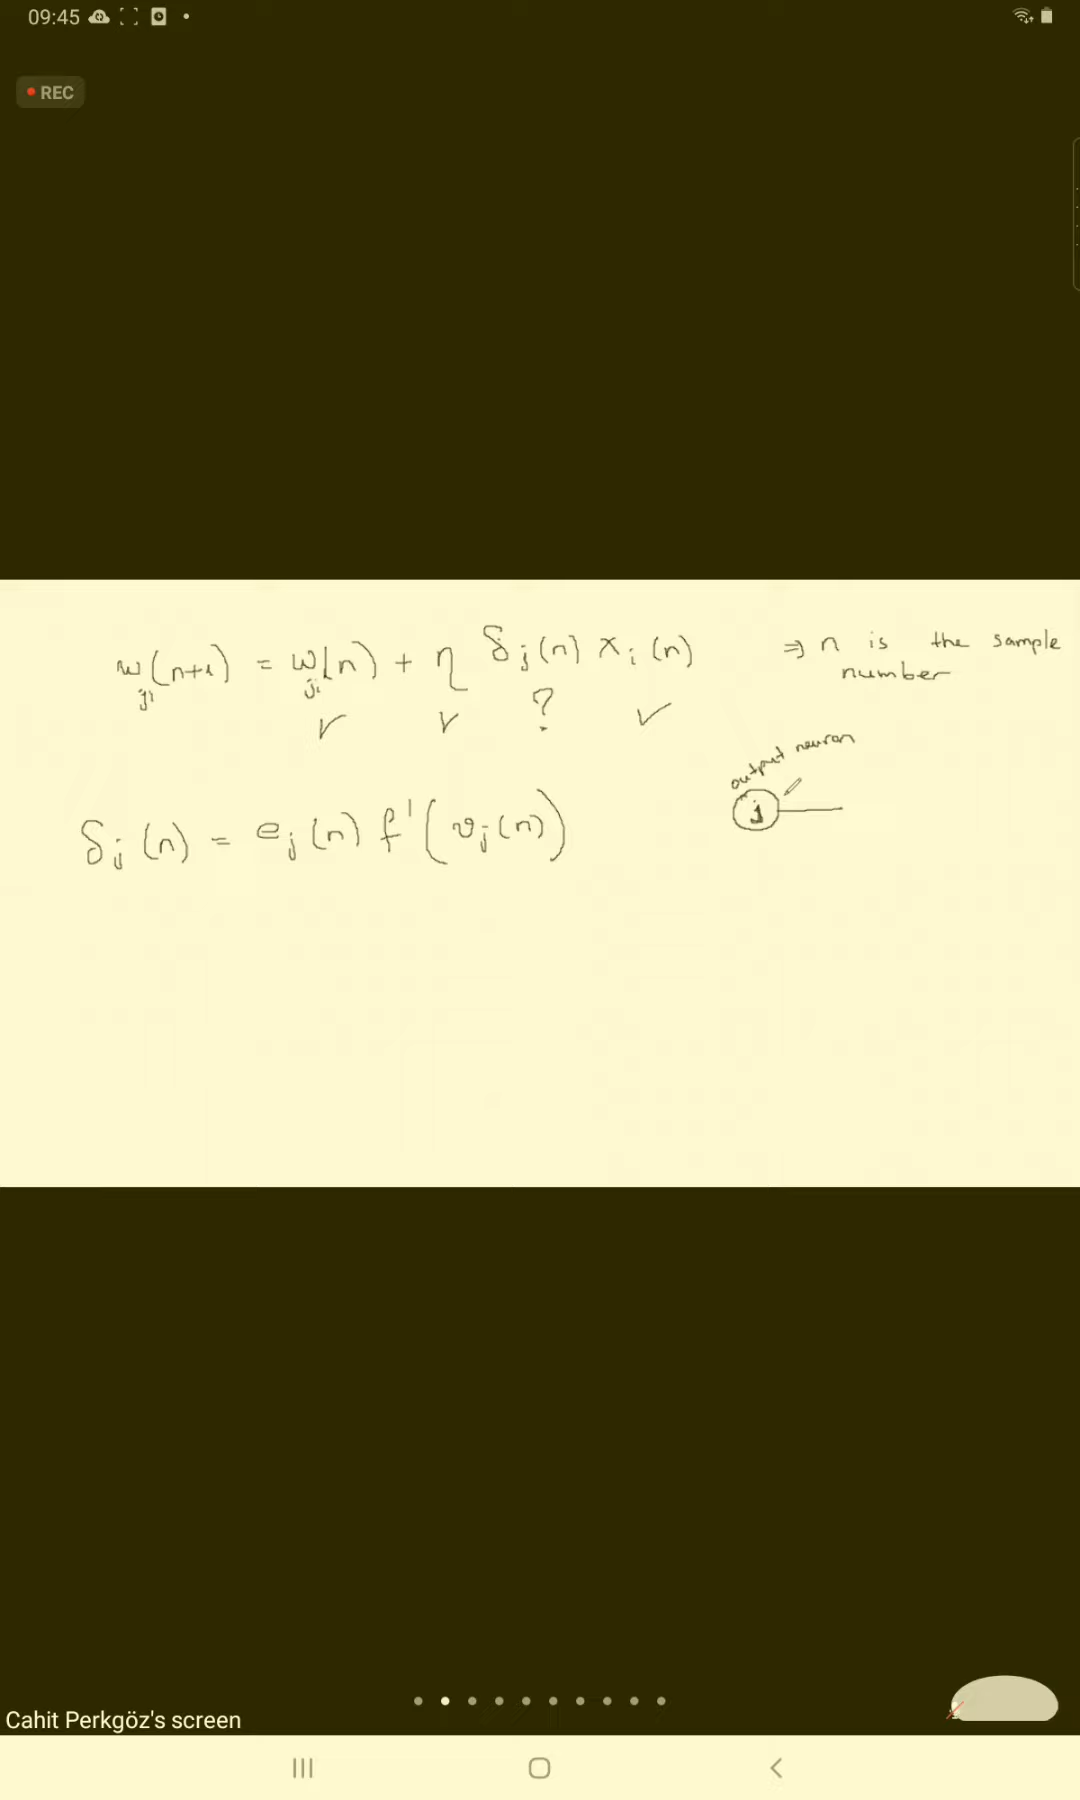 09:45
REC
w_ji(n+1) = w_ji(n) + η δ_j(n) x_i(n) ⇒ n is the sample
number
✓ ✓ ? ✓
output neuron
j
δ_j(n) = e_j(n) f'(v_j(n))
Cahit Perkgöz's screen